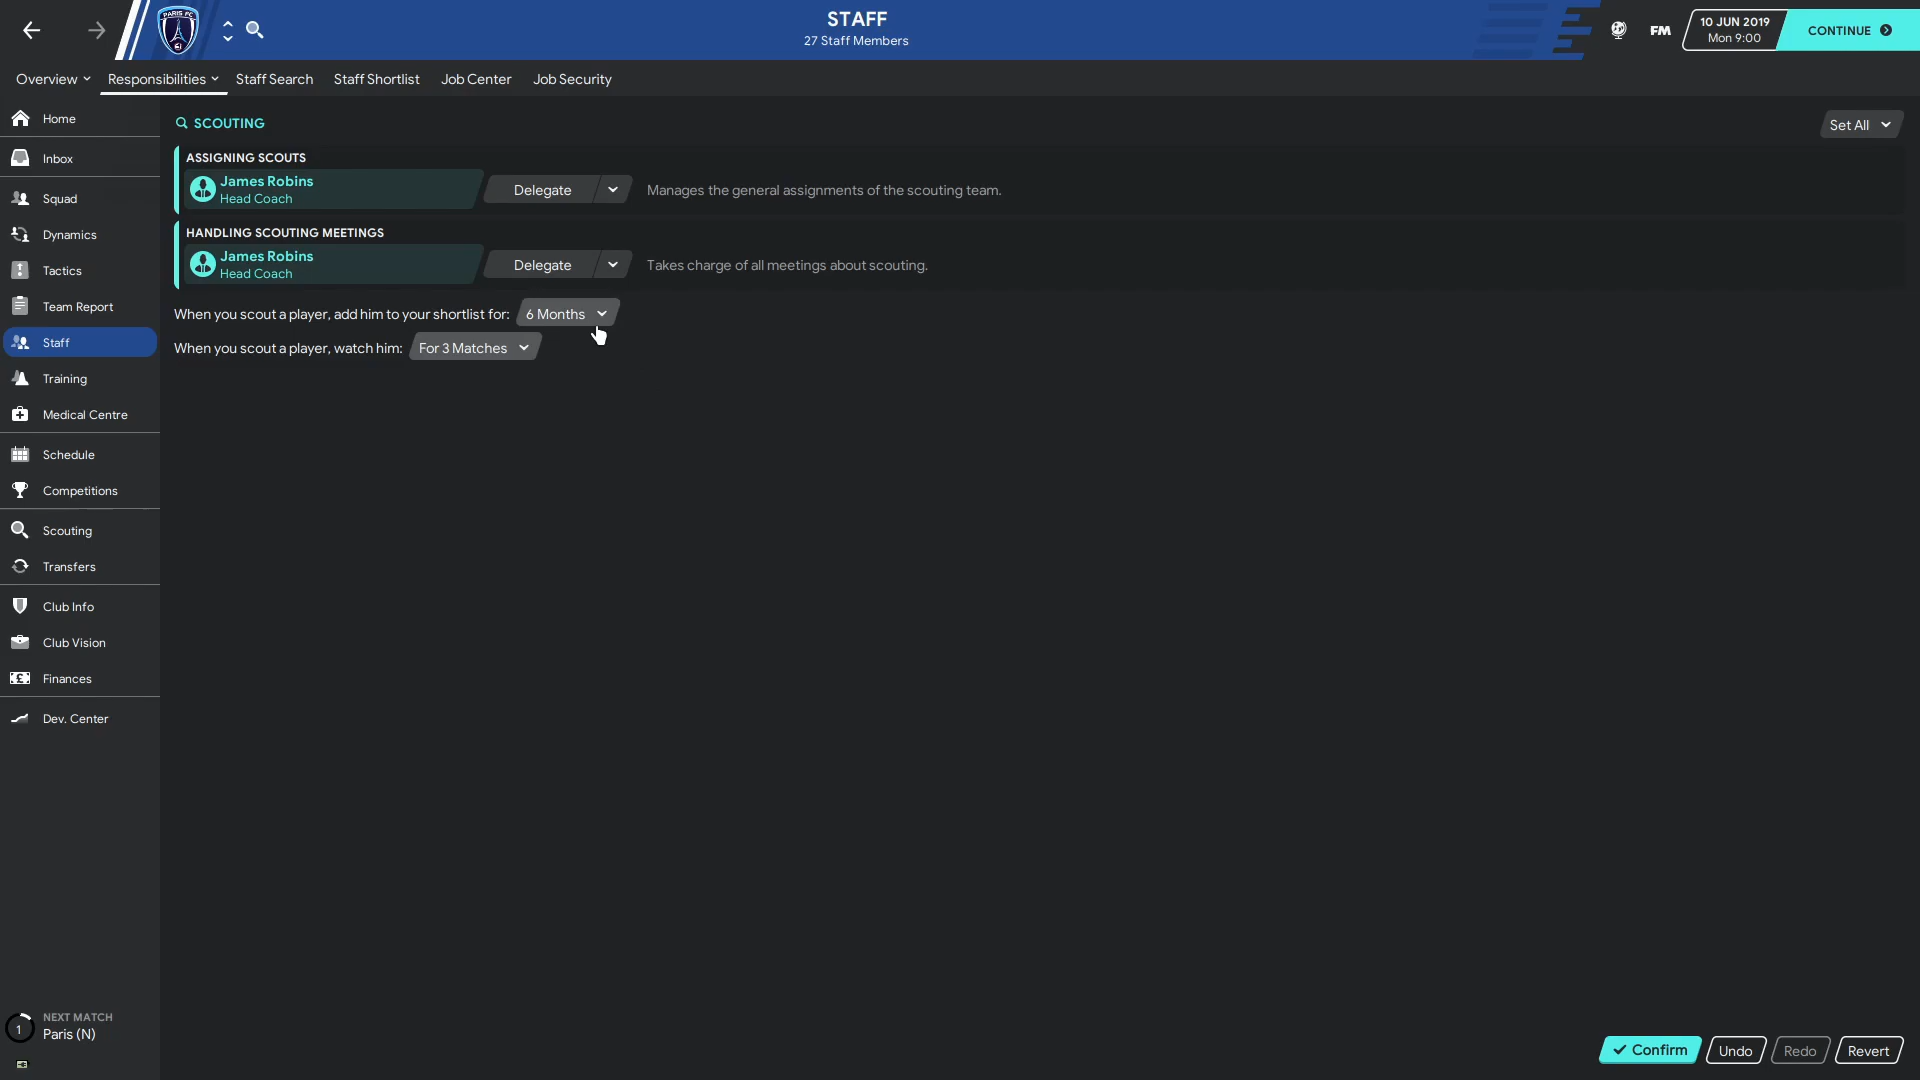 PARIS FC
STAFF
27 Staff Members
FM
10 JUN 2019
Mon 9:00
CONTINUE
Overview
Responsibilities
Staff Search
Staff Shortlist
Job Center
Job Security
Home
Inbox
Squad
Dynamics
Tactics
Team Report
Staff
Training
Medical Centre
Schedule
Competitions
Scouting
Transfers
Club Info
Club Vision
Finances
Dev. Center
NEXT MATCH
1
Paris (N)
SCOUTING
Set All
ASSIGNING SCOUTS
James Robins
Head Coach
Delegate
Manages the general assignments of the scouting team.
HANDLING SCOUTING MEETINGS
James Robins
Head Coach
Delegate
Takes charge of all meetings about scouting.
When you scout a player, add him to your shortlist for: 6 Months
When you scout a player, watch him: For 3 Matches
Confirm
Undo
Redo
Revert